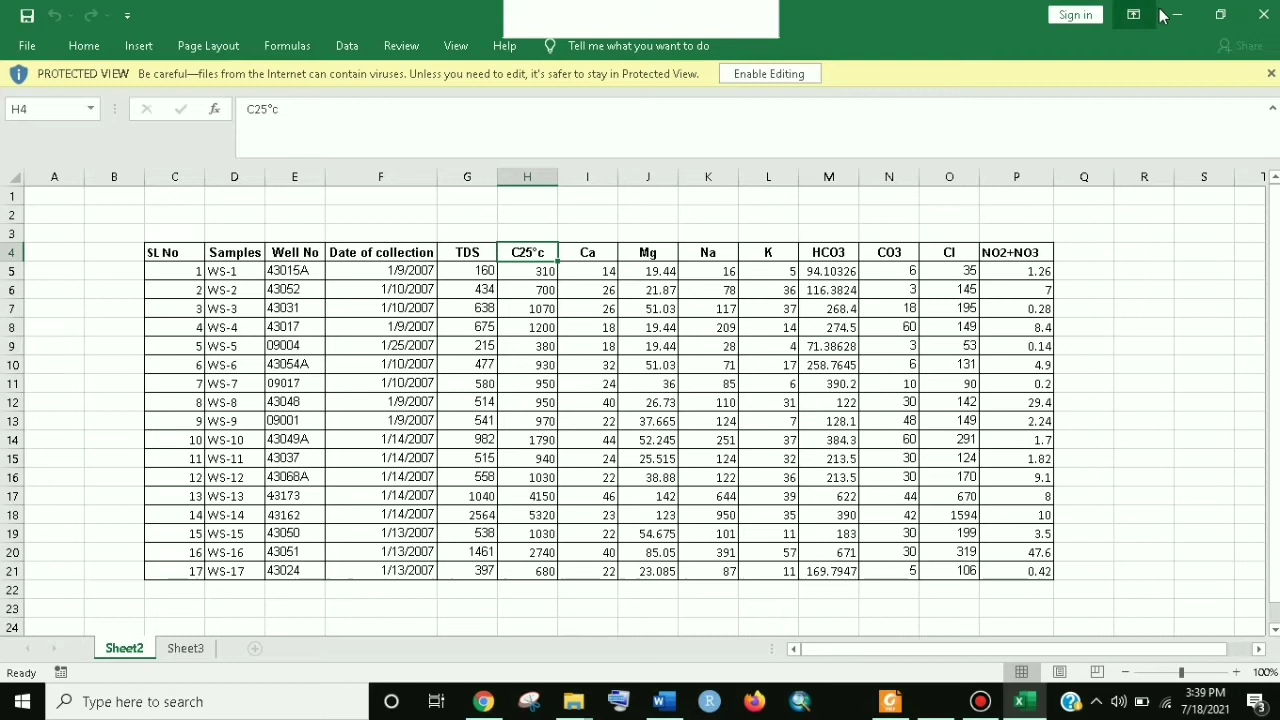 Sign in
File Home Insert Page Layout Formulas Data Review View Help Tell me what you want to do Share
PROTECTED VIEW Be careful—files from the Internet can contain viruses. Unless you need to edit, it's safer to stay in Protected View. Enable Editing
H4 fx C25°c
A B C D E F G H I J K L M N O P Q R S T
1
2
3
4 SL No Samples Well No Date of collection TDS C25°c Ca Mg Na K HCO3 CO3 Cl NO2+NO3
5 1 WS-1 43015A 1/9/2007 160 310 14 19.44 16 5 94.10326 6 35 1.26
6 2 WS-2 43052 1/10/2007 434 700 26 21.87 78 36 116.3824 3 145 7
7 3 WS-3 43031 1/10/2007 638 1070 26 51.03 117 37 268.4 18 195 0.28
8 4 WS-4 43017 1/9/2007 675 1200 18 19.44 209 14 274.5 60 149 8.4
9 5 WS-5 09004 1/25/2007 215 380 18 19.44 28 4 71.38628 3 53 0.14
10 6 WS-6 43054A 1/10/2007 477 930 32 51.03 71 17 258.7645 6 131 4.9
11 7 WS-7 09017 1/10/2007 580 950 24 36 85 6 390.2 10 90 0.2
12 8 WS-8 43048 1/9/2007 514 950 40 26.73 110 31 122 30 142 29.4
13 9 WS-9 09001 1/9/2007 541 970 22 37.665 124 7 128.1 48 149 2.24
14 10 WS-10 43049A 1/14/2007 982 1790 44 52.245 251 37 384.3 60 291 1.7
15 11 WS-11 43037 1/14/2007 515 940 24 25.515 124 32 213.5 30 124 1.82
16 12 WS-12 43068A 1/14/2007 558 1030 22 38.88 122 36 213.5 30 170 9.1
17 13 WS-13 43173 1/14/2007 1040 4150 46 142 644 39 622 44 670 8
18 14 WS-14 43162 1/14/2007 2564 5320 23 123 950 35 390 42 1594 10
19 15 WS-15 43050 1/13/2007 538 1030 22 54.675 101 11 183 30 199 3.5
20 16 WS-16 43051 1/13/2007 1461 2740 40 85.05 391 57 671 30 319 47.6
21 17 WS-17 43024 1/13/2007 397 680 22 23.085 87 11 169.7947 5 106 0.42
22
23
24
Sheet2 Sheet3
Ready 100%
Type here to search
3:39 PM
7/18/2021
3